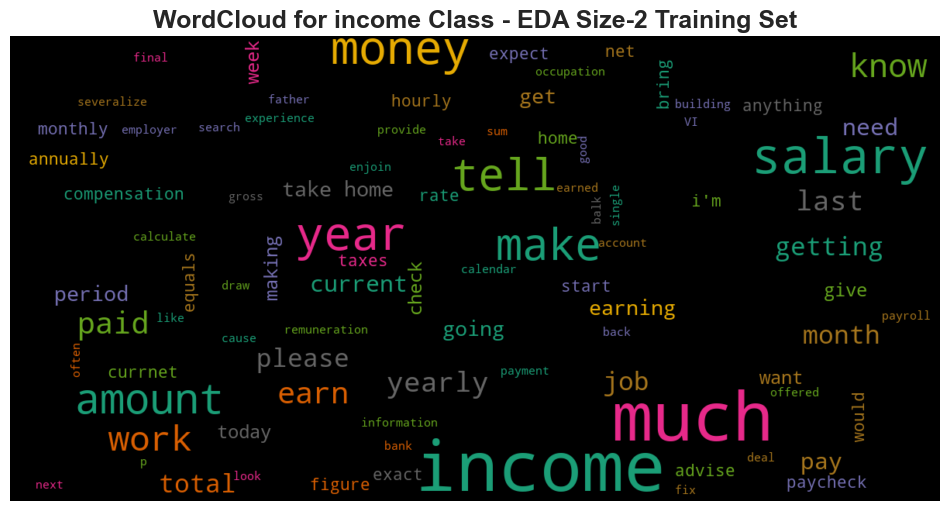 WordCloud for income Class - EDA Size-2 Training Set
final
week
money
expect
net
occupation
bring
know
severalize
father
hourly
get
building
anything
monthly
employer
search
experience
provide
take
sum
home
good
VI
need
annually
enjoin
tell
salary
compensation
gross
take home
rate
earned
balk
single
i'm
last
calculate
year
taxes
make
account
getting
equals
making
current
check
calendar
period
draw
start
earning
give
paid
like
cause
remuneration
going
back
month
payroll
often
currnet
please
yearly
payment
job
want
offered
amount
earn
much
would
work
today
information
p
bank
income
deal
pay
next
total
look
figure
exact
advise
fix
paycheck